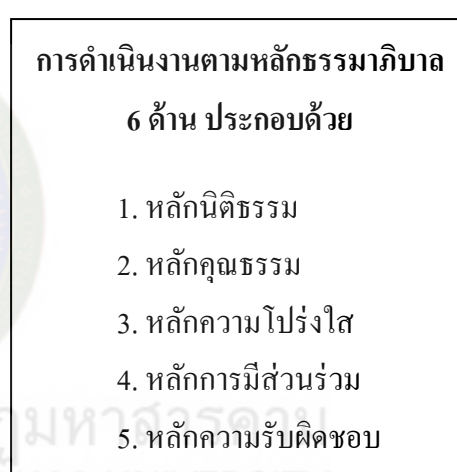 การดำเนินงานตามหลักธรรมาภิบาล
6 ด้าน ประกอบด้วย
1. หลักนิติธรรม
2. หลักคุณธรรม
3. หลักความโปร่งใส
4. หลักการมีส่วนร่วม
5. หลักความรับผิดชอบ